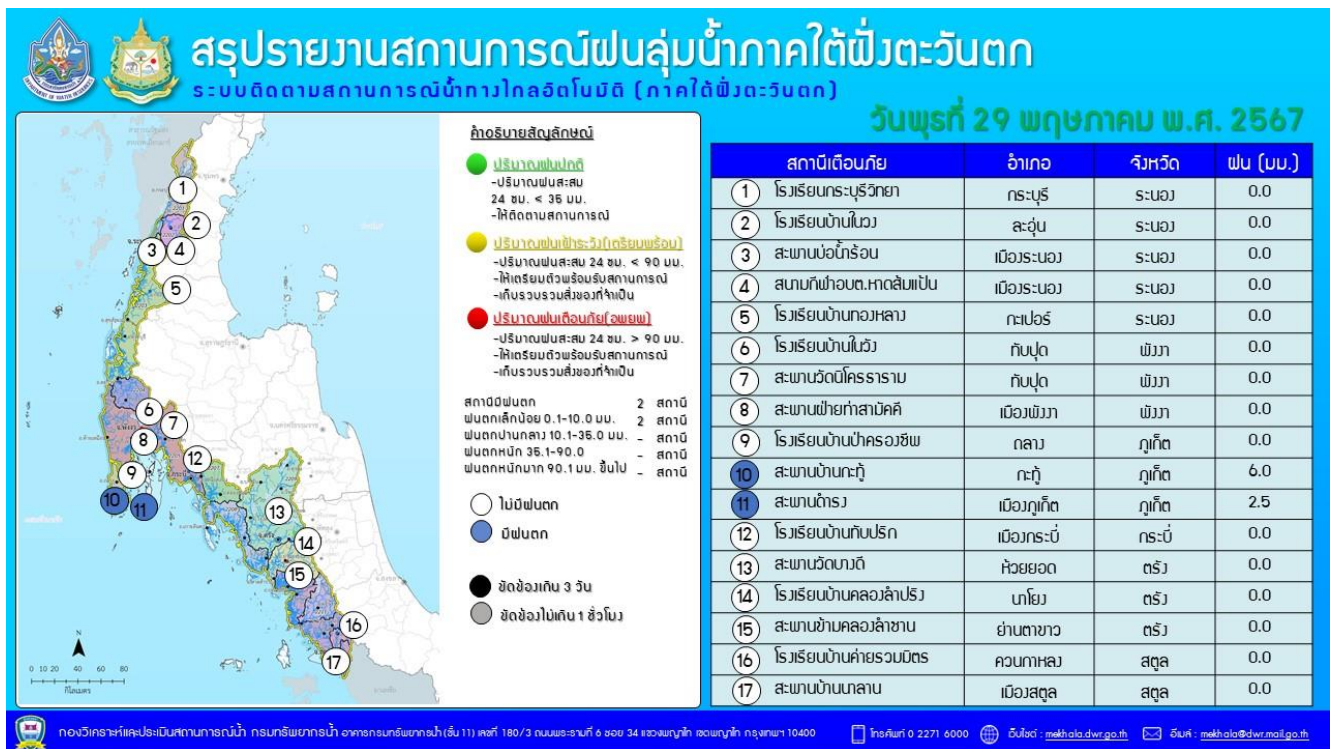 สรุปรายงานสถานการณ์ฝนลุ่มน้ำภาคใต้ฝั่งตะวันตก
ระบบติดตามสถานการณ์น้ำทางไกลอัตโนมัติ (ภาคใต้ฝั่งตะวันตก)
วันพุธที่ 29 พฤษภาคม พ.ศ. 2567
คำอธิบายสัญลักษณ์
ปริมาณฝนปกติ
-ปริมาณฝนสะสม
24 ชม. < 35 มม.
-ให้ติดตามสถานการณ์
ปริมาณฝนเฝ้าระวัง(เตรียมพร้อม)
-ปริมาณฝนสะสม 24 ชม. < 90 มม.
-ให้เตรียมตัวพร้อมรับสถานการณ์
-เก็บรวบรวมสิ่งของที่จำเป็น
ปริมาณฝนเตือนภัย(อพยพ)
-ปริมาณฝนสะสม 24 ชม. > 90 มม.
-ให้เตรียมตัวพร้อมรับสถานการณ์
-เก็บรวบรวมสิ่งของที่จำเป็น
สถานีมีฝนตก 2 สถานี
ฝนตกเล็กน้อย 0.1-10.0 มม. 2 สถานี
ฝนตกปานกลาง 10.1-35.0 มม. - สถานี
ฝนตกหนัก 35.1-90.0 - สถานี
ฝนตกหนักมาก 90.1 มม. ขึ้นไป - สถานี
ไม่มีฝนตก
มีฝนตก
ขัดข้องเกิน 3 วัน
ขัดข้องไม่เกิน 1 ชั่วโมง
1
2
3 4
5
6
7
8
12
9
10 11
13
14
15
16
17
N
0 10 20 40 60 80
กิโลเมตร
สถานีเตือนภัย อำเภอ จังหวัด ฝน (มม.)
1 โรงเรียนกระบุรีวิทยา กระบุรี ระนอง 0.0
2 โรงเรียนบ้านในวง ละอุ่น ระนอง 0.0
3 สะพานบ่อน้ำร้อน เมืองระนอง ระนอง 0.0
4 สนามกีฬาอบต.หาดส้มแป้น เมืองระนอง ระนอง 0.0
5 โรงเรียนบ้านทองหลาง กะเปอร์ ระนอง 0.0
6 โรงเรียนบ้านในวัง ทับปุด พังงา 0.0
7 สะพานวัดนิโครธาราม ทับปุด พังงา 0.0
8 สะพานฝ่ายท่าสามัคคี เมืองพังงา พังงา 0.0
9 โรงเรียนบ้านป่าครองชีพ ถลาง ภูเก็ต 0.0
10 สะพานบ้านกะทู้ กะทู้ ภูเก็ต 6.0
11 สะพานดำรง เมืองภูเก็ต ภูเก็ต 2.5
12 โรงเรียนบ้านทับปริก เมืองกระบี่ กระบี่ 0.0
13 สะพานวัดบางดี ห้วยยอด ตรัง 0.0
14 โรงเรียนบ้านคลองลำปริง นาโยง ตรัง 0.0
15 สะพานข้ามคลองลำชาน ย่านตาขาว ตรัง 0.0
16 โรงเรียนบ้านค่ายรวมมิตร ควนกาหลง สตูล 0.0
17 สะพานบ้านนาลาน เมืองสตูล สตูล 0.0
กองวิเคราะห์และประเมินสถานการณ์น้ำ กรมทรัพยากรน้ำ อาคารกรมทรัพยากรน้ำ (ชั้น 11) เลขที่ 180/3 ถนนพระรามที่ 6 ซอย 34 แขวงพญาไท เขตพญาไท กรุงเทพฯ 10400 โทรศัพท์ 0 2271 6000 เว็บไซต์ : mekhala.dwr.go.th อีเมล์ : mekhala@dwr.mail.go.th